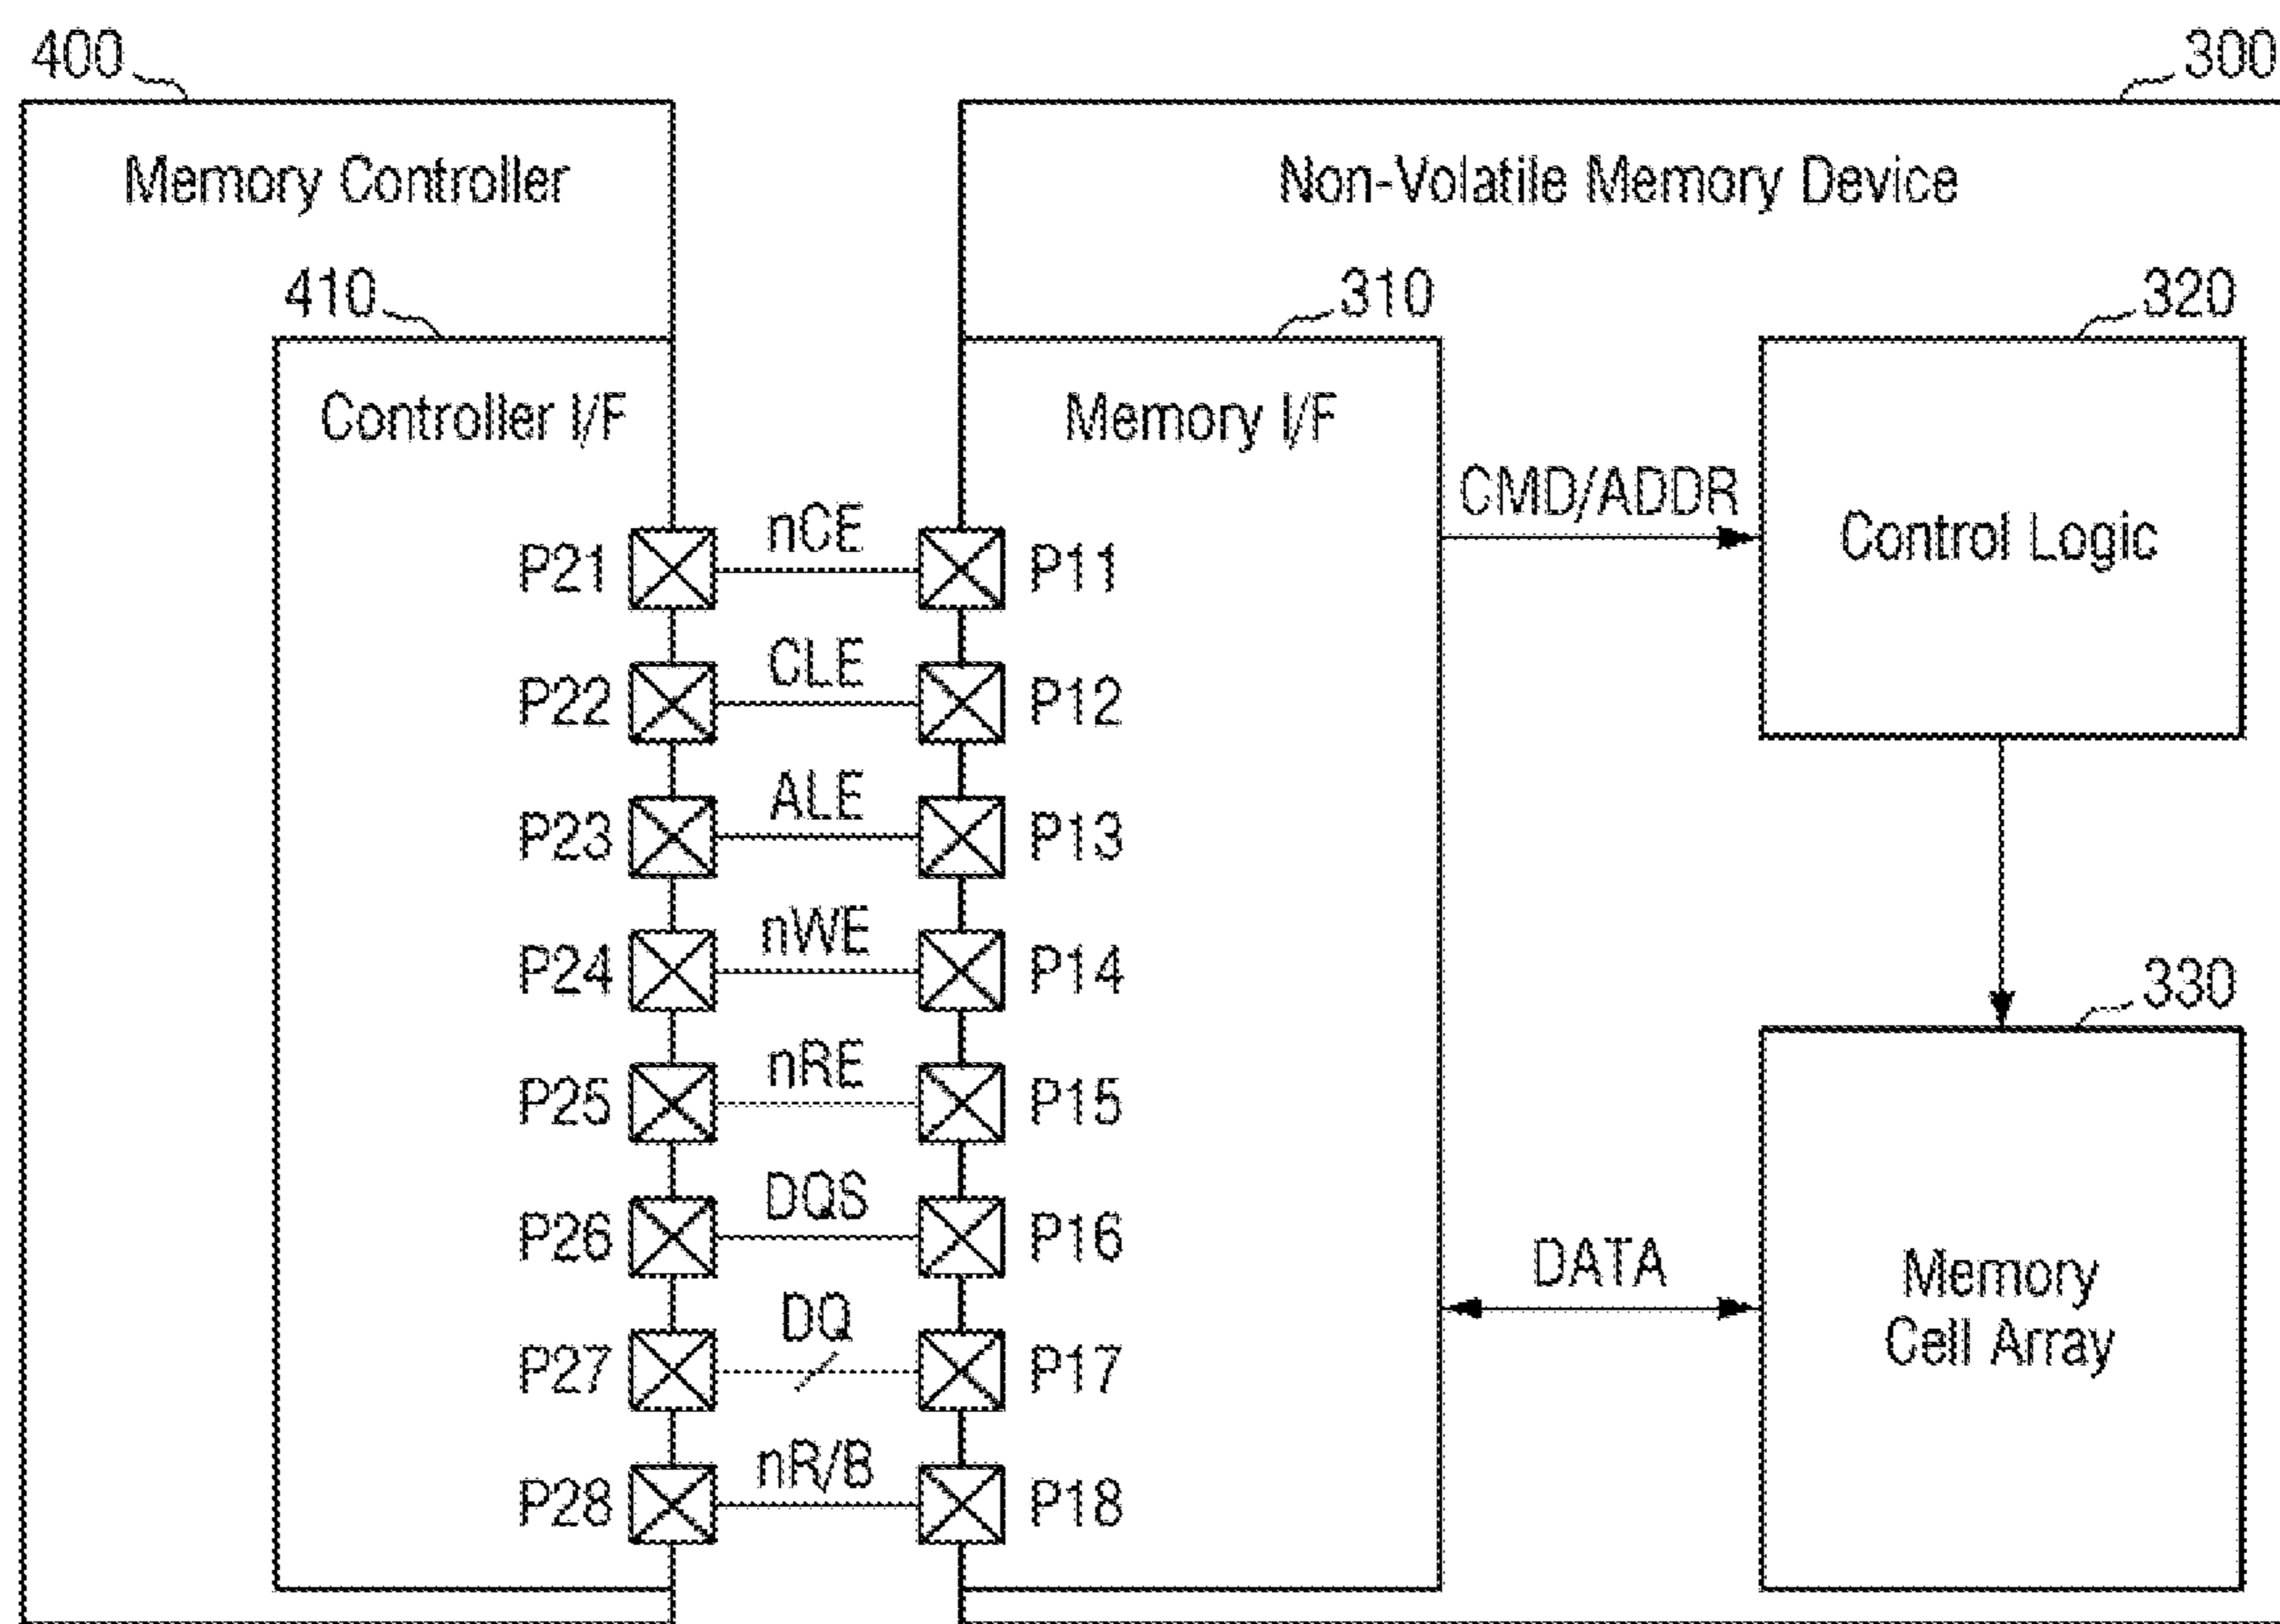 400
300
Memory Controller
Non-Volatile Memory Device
410
310
320
Controller I/F
Memory I/F
CMD/ADDR
Control Logic
P21 nCE P11
P22 CLE P12
P23 ALE P13
P24 nWE P14
330
P25 nRE P15
P26 DQS P16
DATA
Memory
Cell Array
P27 DQ P17
P28 nR/B P18